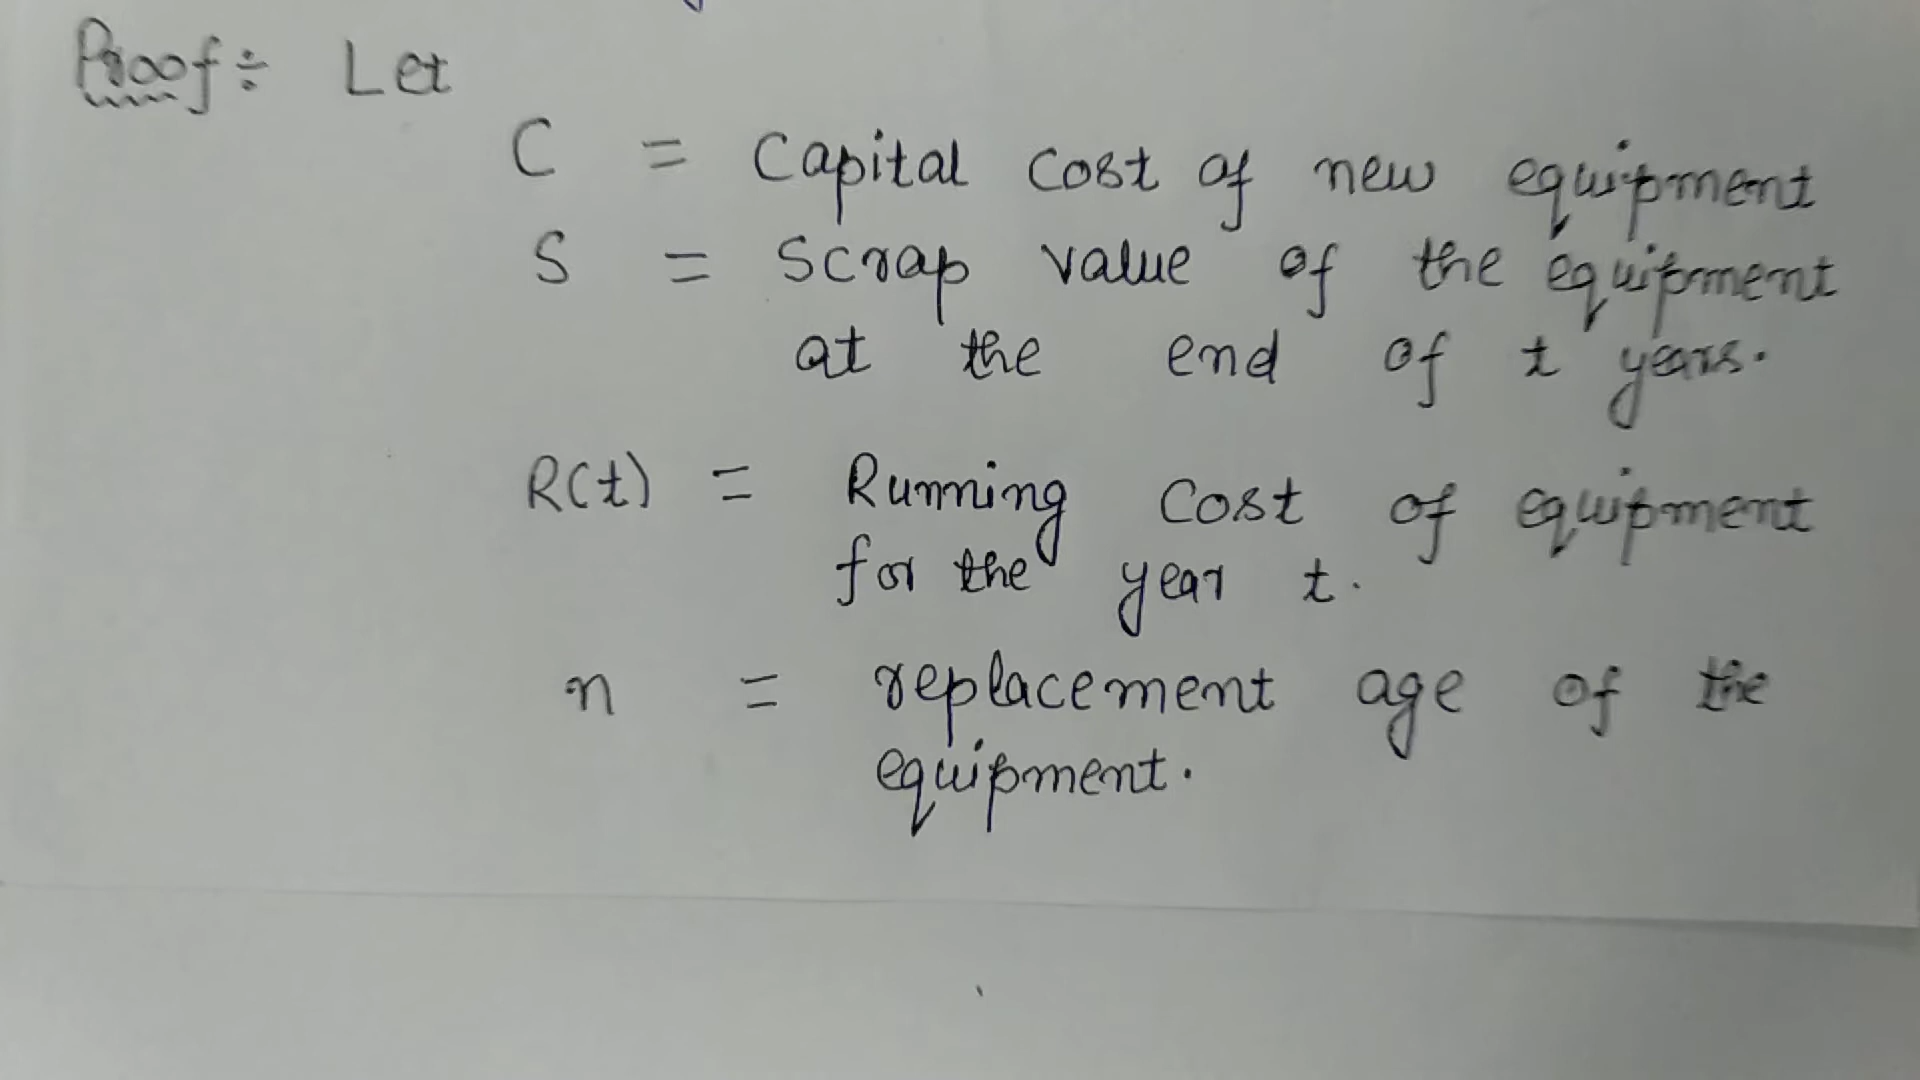 Proof÷ Let
C = Capital Cost of new equipment
S = Scrap value of the equipment
at the end of t years.
R(t) = Running Cost of equipment
for the year t.
n = replacement age of the
equipment.